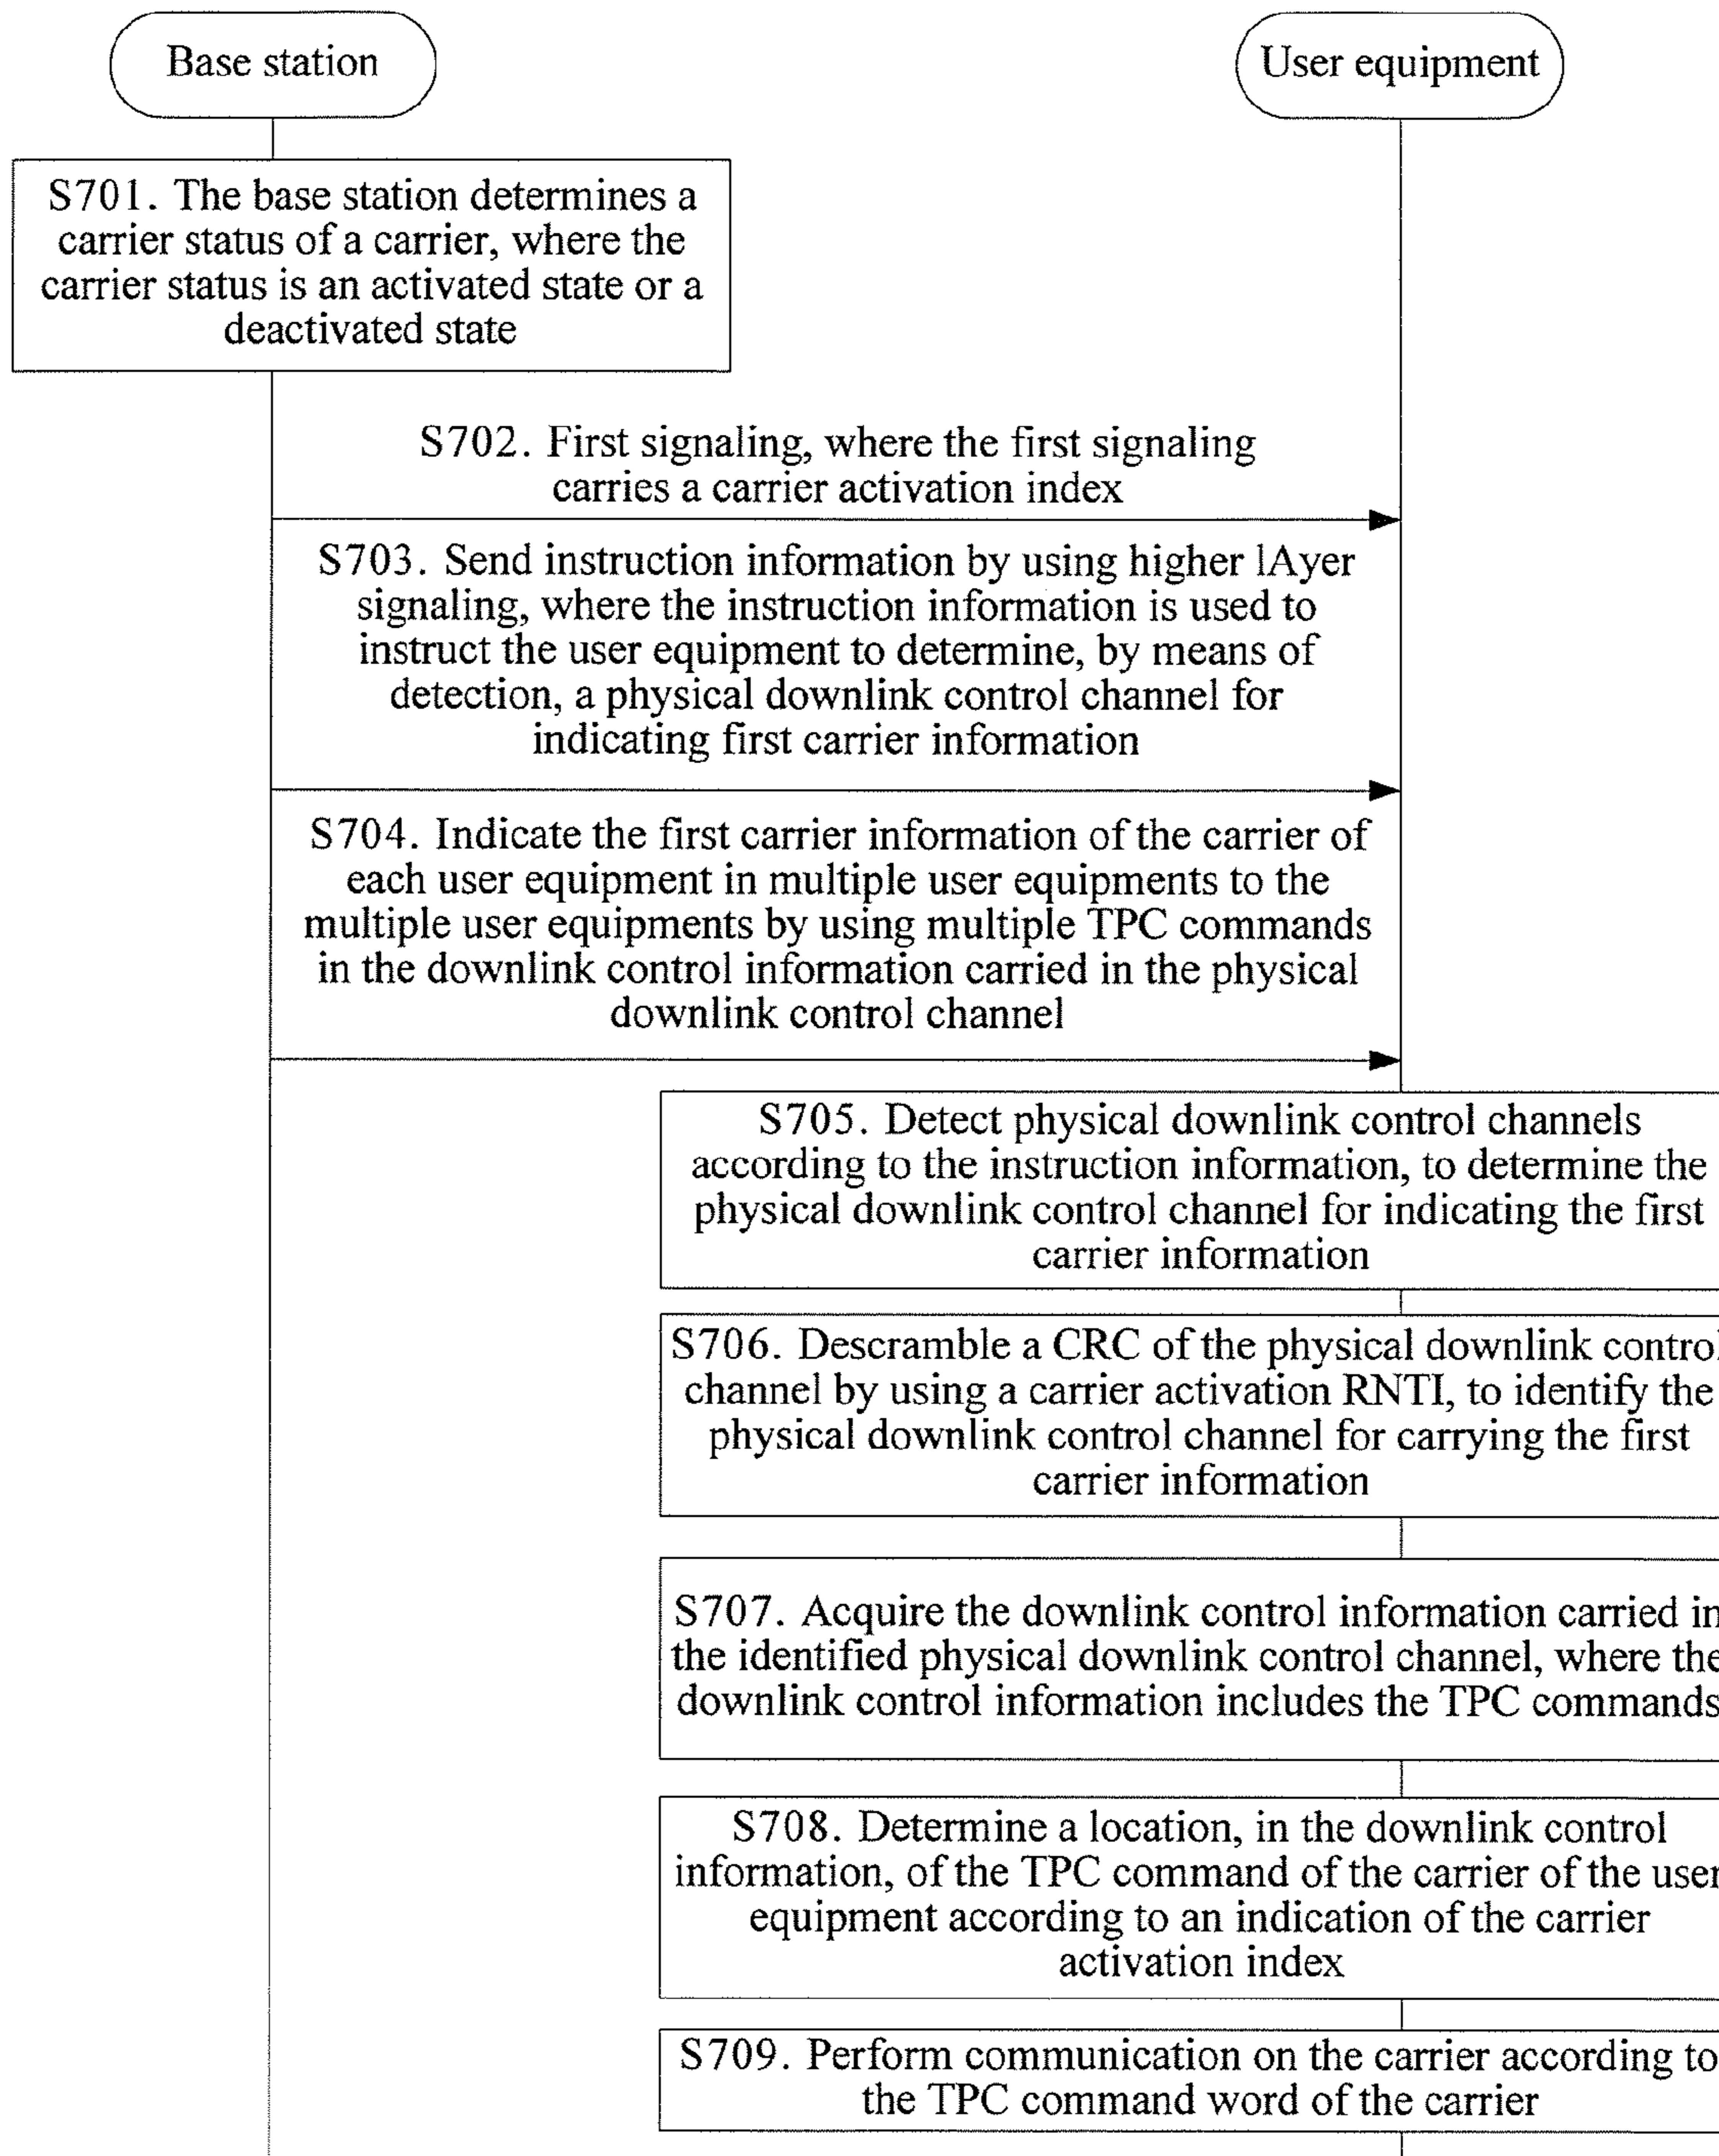 Base station
User equipment
S701. The base station determines a
carrier status of a carrier, where the
carrier status is an activated state or a
deactivated state
S702. First signaling, where the first signaling
carries a carrier activation index
S703. Send instruction information by using higher lAyer
signaling, where the instruction information is used to
instruct the user equipment to determine, by means of
detection, a physical downlink control channel for
indicating first carrier information
S704. Indicate the first carrier information of the carrier of
each user equipment in multiple user equipments to the
multiple user equipments by using multiple TPC commands
in the downlink control information carried in the physical
downlink control channel
S705. Detect physical downlink control channels
according to the instruction information, to determine the
physical downlink control channel for indicating the first
carrier information
S706. Descramble a CRC of the physical downlink control
channel by using a carrier activation RNTI, to identify the
physical downlink control channel for carrying the first
carrier information
S707. Acquire the downlink control information carried in
the identified physical downlink control channel, where the
downlink control information includes the TPC commands
S708. Determine a location, in the downlink control
information, of the TPC command of the carrier of the user
equipment according to an indication of the carrier
activation index
S709. Perform communication on the carrier according to
the TPC command word of the carrier